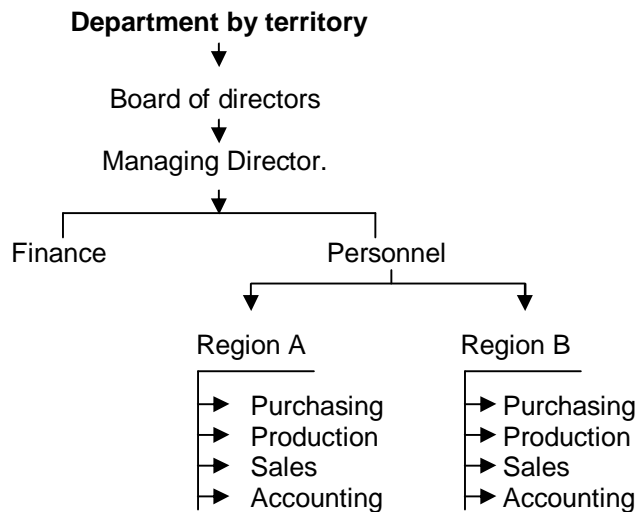 Department by territory
Board of directors
Managing Director.
Finance
Personnel
Region A
Region B
Purchasing
Production
Sales
Accounting
Purchasing
Production
Sales
Accounting